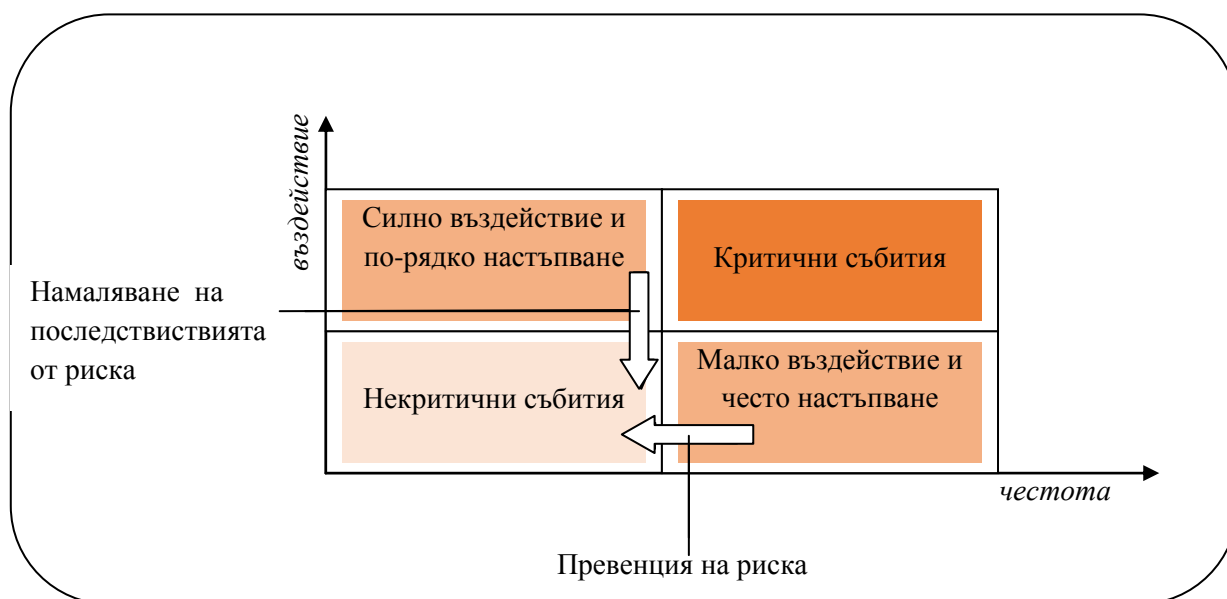 въздействие
Силно въздействие и
по-рядко настъпване
Критични събития
Намаляване на
последствиствията
от риска
Некритични събития
Малко въздействие и
често настъпване
честота
Превенция на риска